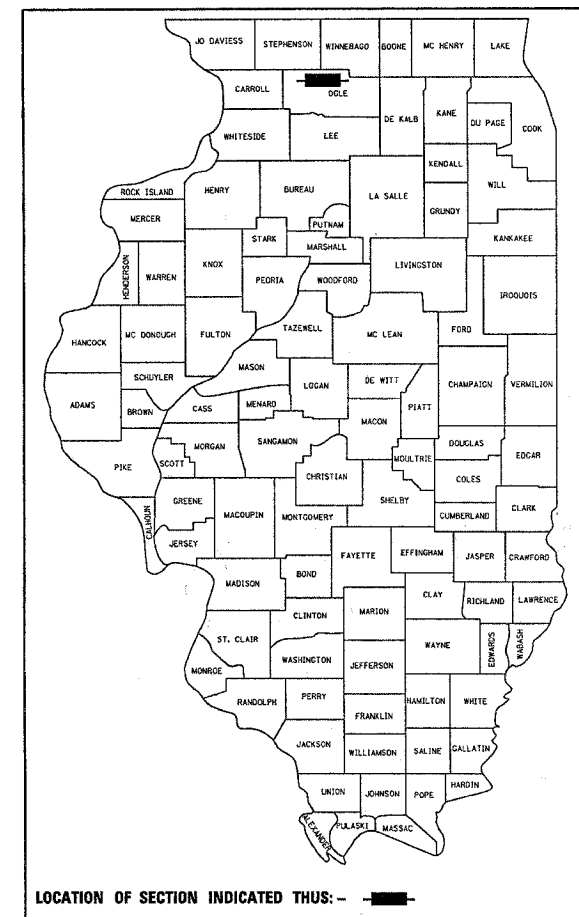 JO DAVIESS
STEPHENSON
WINNEBAGO
BOONE
MC HENRY
LAKE
CARROLL
OGLE
DE KALB
KANE
DU PAGE
COOK
WHITESIDE
LEE
KENDALL
WILL
ROCK ISLAND
HENRY
BUREAU
LA SALLE
GRUNDY
MERCER
PUTNAM
STARK
MARSHALL
KANKAKEE
HENDERSON
WARREN
KNOX
PEORIA
WOODFORD
LIVINGSTON
IROQUOIS
HANCOCK
MC DONOUGH
FULTON
TAZEWELL
MC LEAN
FORD
SCHUYLER
MASON
LOGAN
DE WITT
CHAMPAIGN
VERMILION
ADAMS
BROWN
CASS
MENARD
MACON
PIATT
PIKE
SCOTT
MORGAN
SANGAMON
CHRISTIAN
MOULTRIE
DOUGLAS
EDGAR
COLES
CALHOUN
GREENE
MACOUPIN
MONTGOMERY
SHELBY
CUMBERLAND
CLARK
JERSEY
FAYETTE
EFFINGHAM
JASPER
CRAWFORD
MADISON
BOND
CLAY
RICHLAND
LAWRENCE
CLINTON
MARION
ST. CLAIR
WAYNE
EDWARDS
WABASH
MONROE
WASHINGTON
JEFFERSON
RANDOLPH
PERRY
HAMILTON
WHITE
FRANKLIN
JACKSON
WILLIAMSON
SALINE
GALLATIN
UNION
JOHNSON
POPE
HARDIN
ALEXANDER
PULASKI
MASSAC
LOCATION OF SECTION INDICATED THUS: -